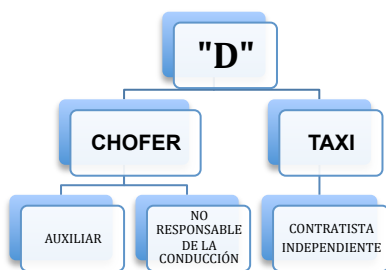 "D"
CHOFER
TAXI
AUXILIAR
NO
RESPONSABLE
DE LA
CONDUCCIÓN
CONTRATISTA
INDEPENDIENTE